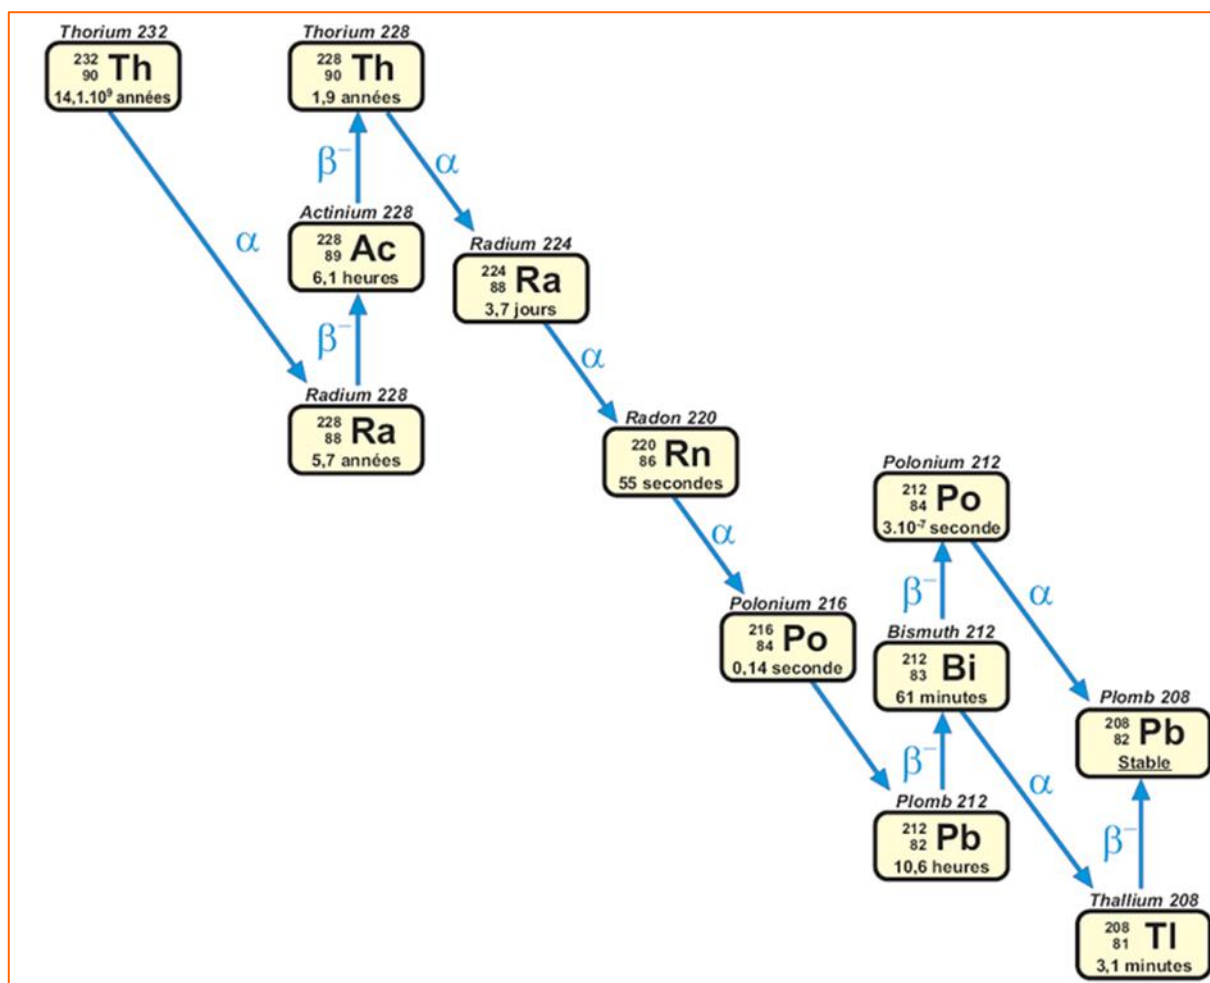 Thorium 232
232
90 Th
14,1.10⁹ années
Thorium 228
228
90 Th
1,9 années
β⁻
α
α
Actinium 228
228
89 Ac
6,1 heures
β⁻
Radium 228
228
88 Ra
5,7 années
Radium 224
224
88 Ra
3,7 jours
α
Radon 220
220
86 Rn
55 secondes
α
Polonium 216
216
84 Po
0,14 seconde
Polonium 212
212
84 Po
3.10⁻⁷ seconde
β⁻
α
Bismuth 212
212
83 Bi
61 minutes
β⁻
α
Plomb 212
212
82 Pb
10,6 heures
Plomb 208
208
82 Pb
Stable
β⁻
Thallium 208
208
81 Tl
3,1 minutes